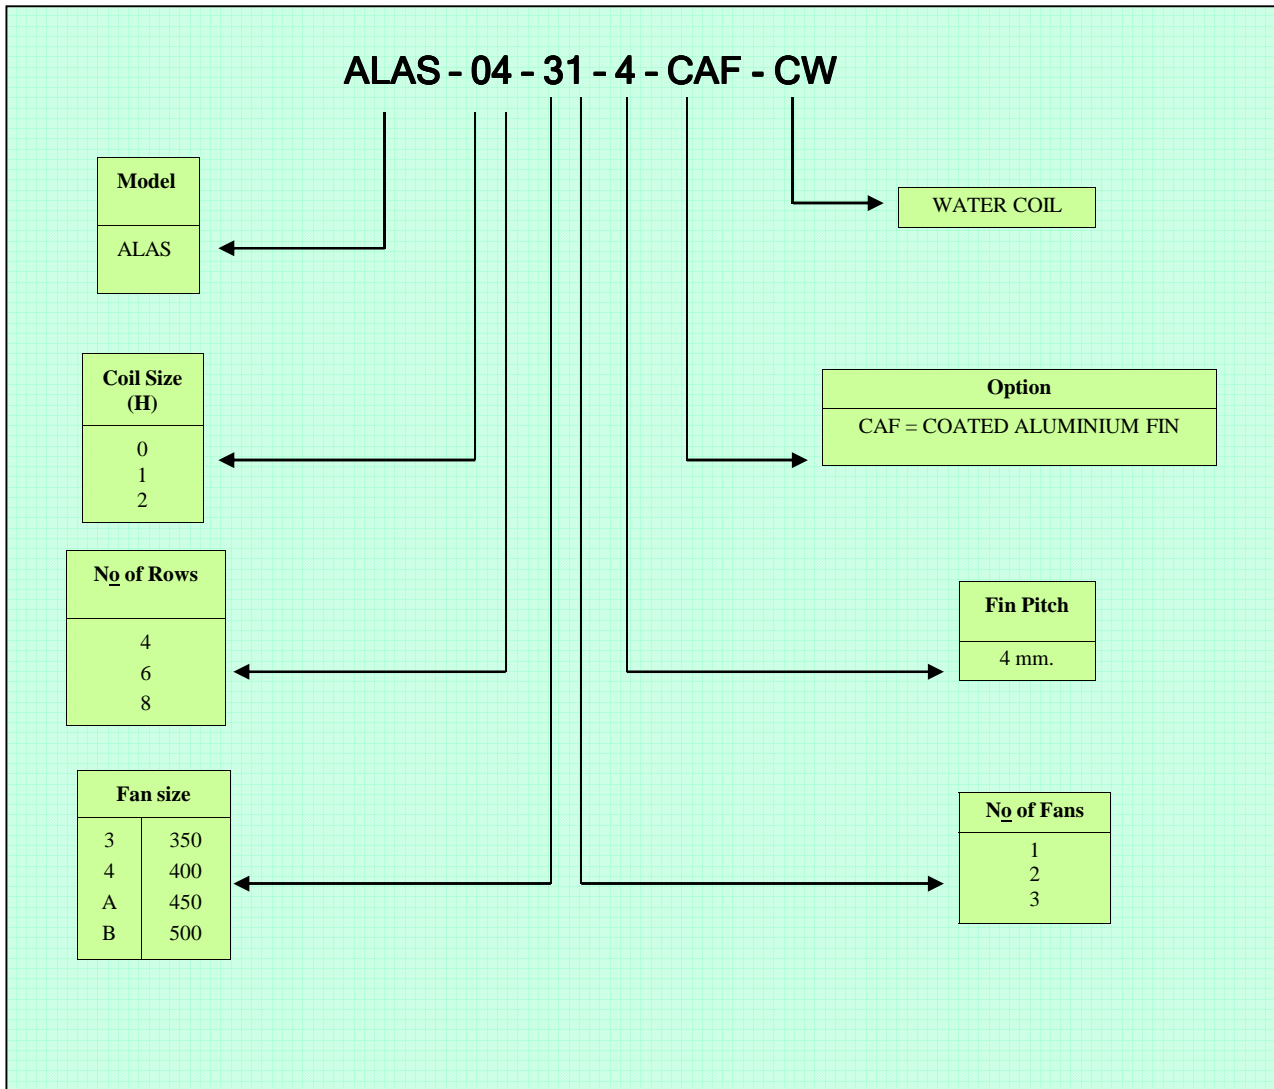 ALAS - 04 - 31 - 4 - CAF - CW
Model
ALAS
WATER COIL
Coil Size
(H)
0
1
2
Option
CAF = COATED ALUMINIUM FIN
No of Rows
4
6
8
Fin Pitch
4 mm.
Fan size
3 350
4 400
A 450
B 500
No of Fans
1
2
3